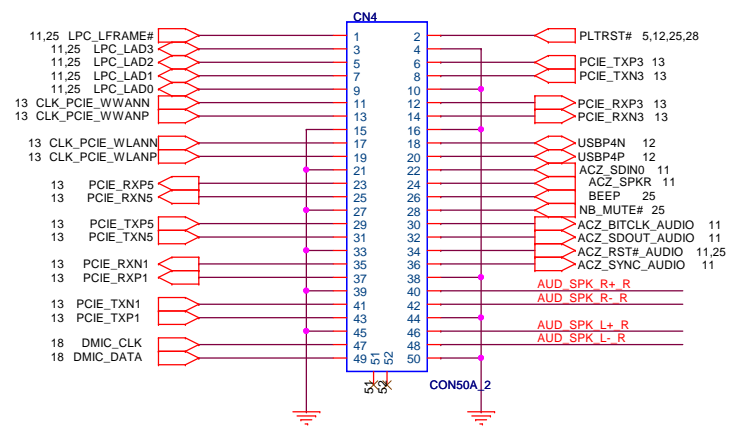 CN4
11,25 LPC_LFRAME# 1 2 PLTRST# 5,12,25,28
11,25 LPC_LAD3 3 4
11,25 LPC_LAD2 5 6 PCIE_TXP3 13
11,25 LPC_LAD1 7 8 PCIE_TXN3 13
11,25 LPC_LAD0 9 10
13 CLK_PCIE_WWANN 11 12 PCIE_RXP3 13
13 CLK_PCIE_WWANP 13 14 PCIE_RXN3 13
15 16
13 CLK_PCIE_WLANN 17 18 USBP4N 12
13 CLK_PCIE_WLANP 19 20 USBP4P 12
21 22 ACZ_SDIN0 11
13 PCIE_RXP5 23 24 ACZ_SPKR 11
13 PCIE_RXN5 25 26 BEEP 25
27 28 NB_MUTE# 25
13 PCIE_TXP5 29 30 ACZ_BITCLK_AUDIO 11
13 PCIE_TXN5 31 32 ACZ_SDOUT_AUDIO 11
33 34 ACZ_RST#_AUDIO 11,25
13 PCIE_RXN1 35 36 ACZ_SYNC_AUDIO 11
13 PCIE_RXP1 37 38
39 40 AUD_SPK_R+_R
13 PCIE_TXN1 41 42 AUD_SPK_R-_R
13 PCIE_TXP1 43 44
45 46 AUD_SPK_L+_R
18 DMIC_CLK 47 48 AUD_SPK_L-_R
18 DMIC_DATA 49 50
51 52
51 52
CON50A_2